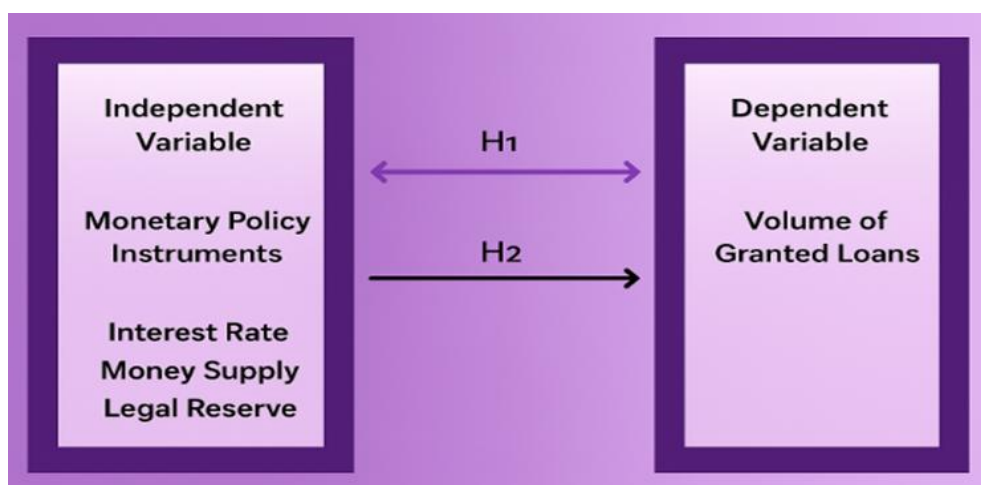 Independent
Variable
Monetary Policy
Instruments
Interest Rate
Money Supply
Legal Reserve
H1
H2
Dependent
Variable
Volume of
Granted Loans